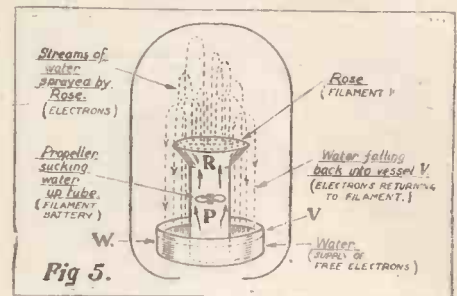 Streams of
water
sprayed by
Rose.
(ELECTRONS)
Rose
(FILAMENT)
Propeller
sucking
water
up tube.
(FILAMENT
BATTERY)
R
P
Water falling
back into vessel V.
(ELECTRONS RETURNING
TO FILAMENT.)
V
W.
Water
(SUPPLY OF
FREE ELECTRONS)
Fig 5.